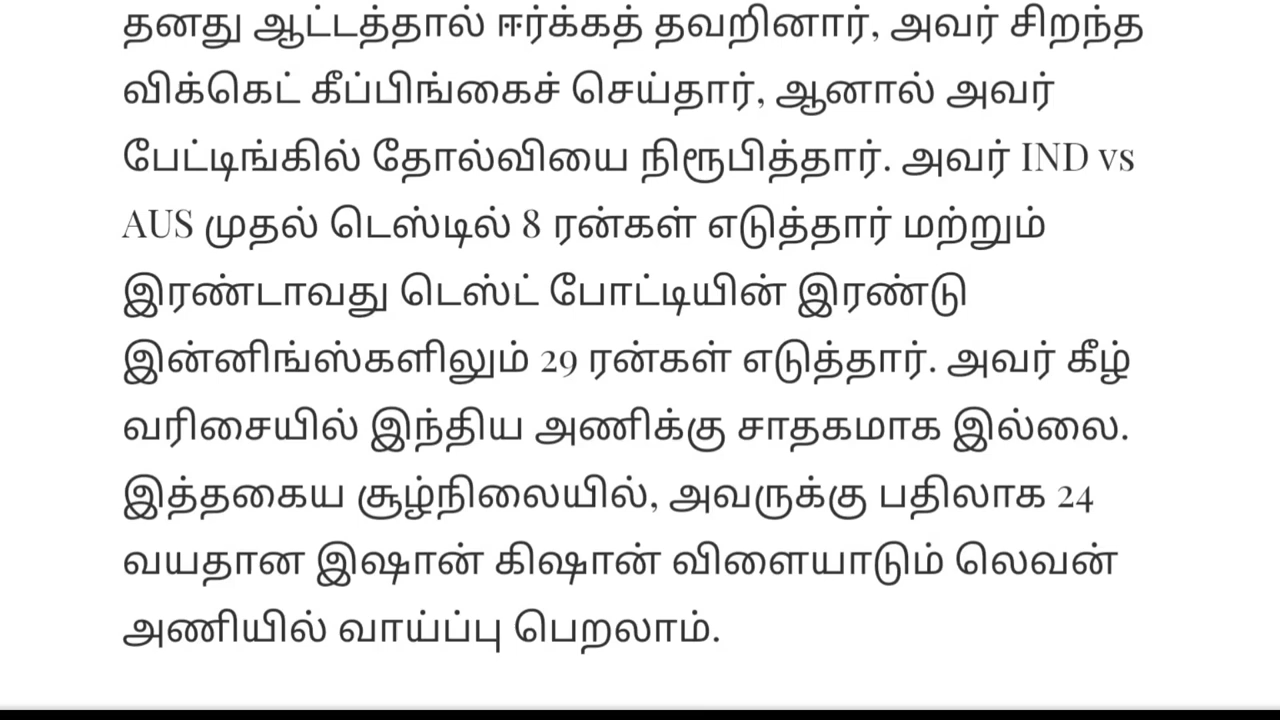 தனது ஆட்டத்தால் ஈர்க்கத் தவறினார், அவர் சிறந்த
விக்கெட் கீப்பிங்கைச் செய்தார், ஆனால் அவர்
பேட்டிங்கில் தோல்வியை நிரூபித்தார். அவர் IND vs
AUS முதல் டெஸ்டில் 8 ரன்கள் எடுத்தார் மற்றும்
இரண்டாவது டெஸ்ட் போட்டியின் இரண்டு
இன்னிங்ஸ்களிலும் 29 ரன்கள் எடுத்தார். அவர் கீழ்
வரிசையில் இந்திய அணிக்கு சாதகமாக இல்லை.
இத்தகைய சூழ்நிலையில், அவருக்கு பதிலாக 24
வயதான இஷான் கிஷான் விளையாடும் லெவன்
அணியில் வாய்ப்பு பெறலாம்.